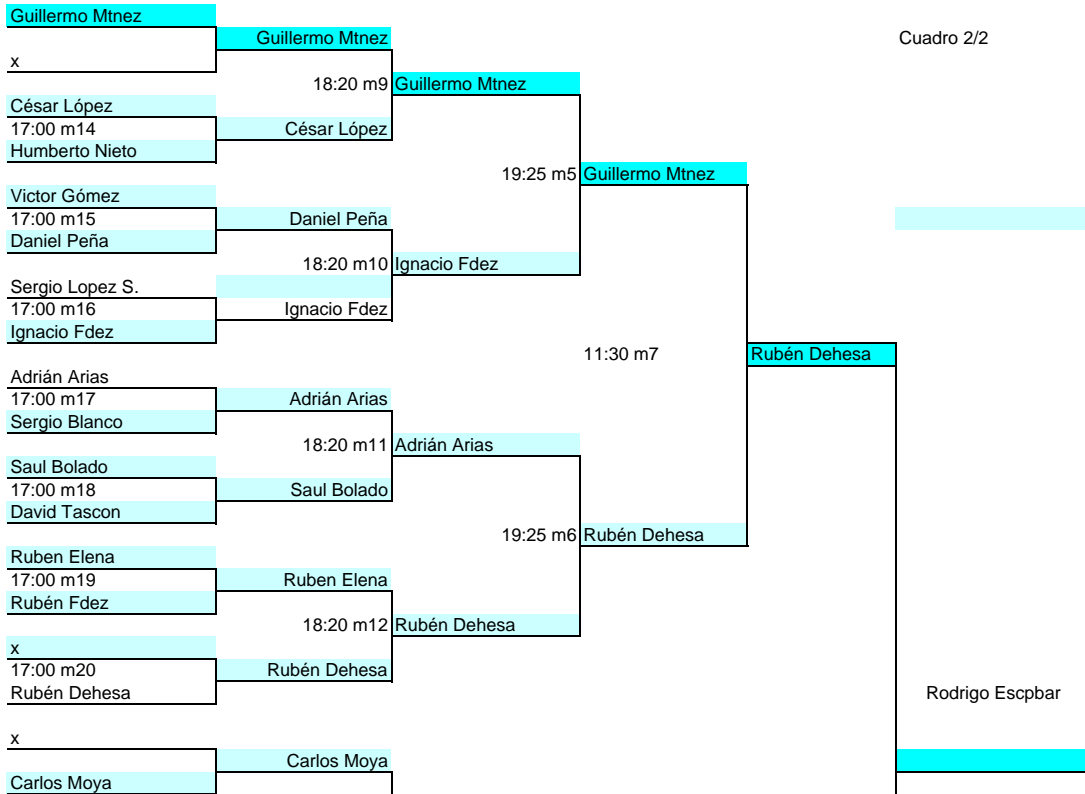 Guillermo Mtnez
Guillermo Mtnez
Cuadro 2/2
x
18:20 m9 Guillermo Mtnez
César López
17:00 m14 César López
Humberto Nieto
19:25 m5 Guillermo Mtnez
Victor Gómez
17:00 m15 Daniel Peña
Daniel Peña
18:20 m10 Ignacio Fdez
Sergio Lopez S.
17:00 m16 Ignacio Fdez
Ignacio Fdez
11:30 m7 Rubén Dehesa
Adrián Arias
17:00 m17 Adrián Arias
Sergio Blanco
18:20 m11 Adrián Arias
Saul Bolado
17:00 m18 Saul Bolado
David Tascon
19:25 m6 Rubén Dehesa
Ruben Elena
17:00 m19 Ruben Elena
Rubén Fdez
18:20 m12 Rubén Dehesa
x
17:00 m20 Rubén Dehesa
Rubén Dehesa Rodrigo Escpbar
x
Carlos Moya
Carlos Moya